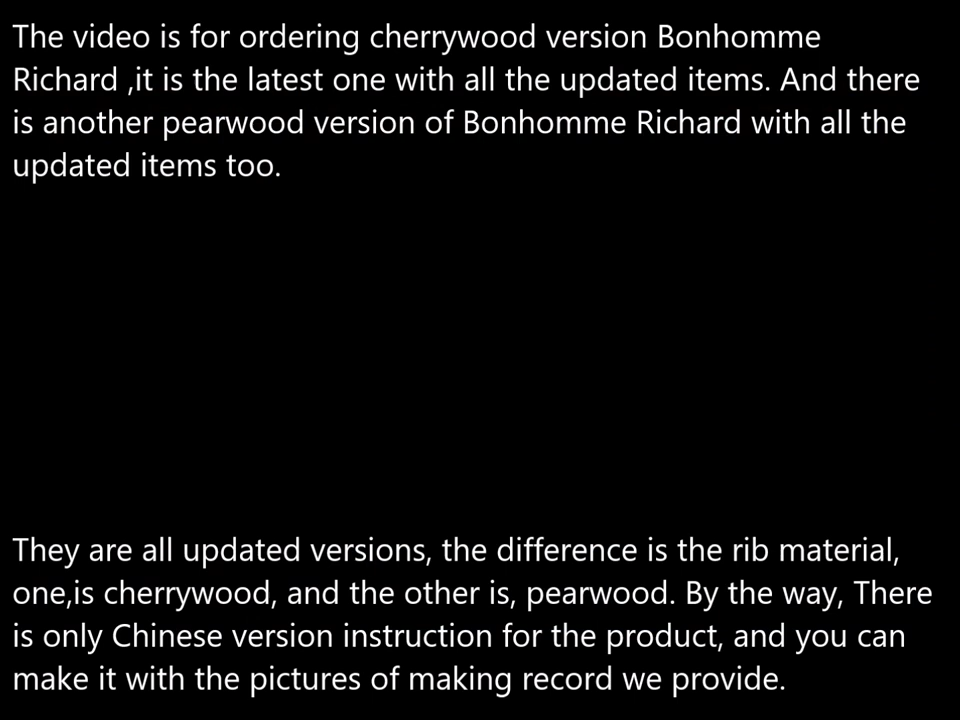 The video is for ordering cherrywood version Bonhomme
Richard ,it is the latest one with all the updated items. And there
is another pearwood version of Bonhomme Richard with all the
updated items too.
They are all updated versions, the difference is the rib material,
one,is cherrywood, and the other is, pearwood. By the way, There
is only Chinese version instruction for the product, and you can
make it with the pictures of making record we provide.